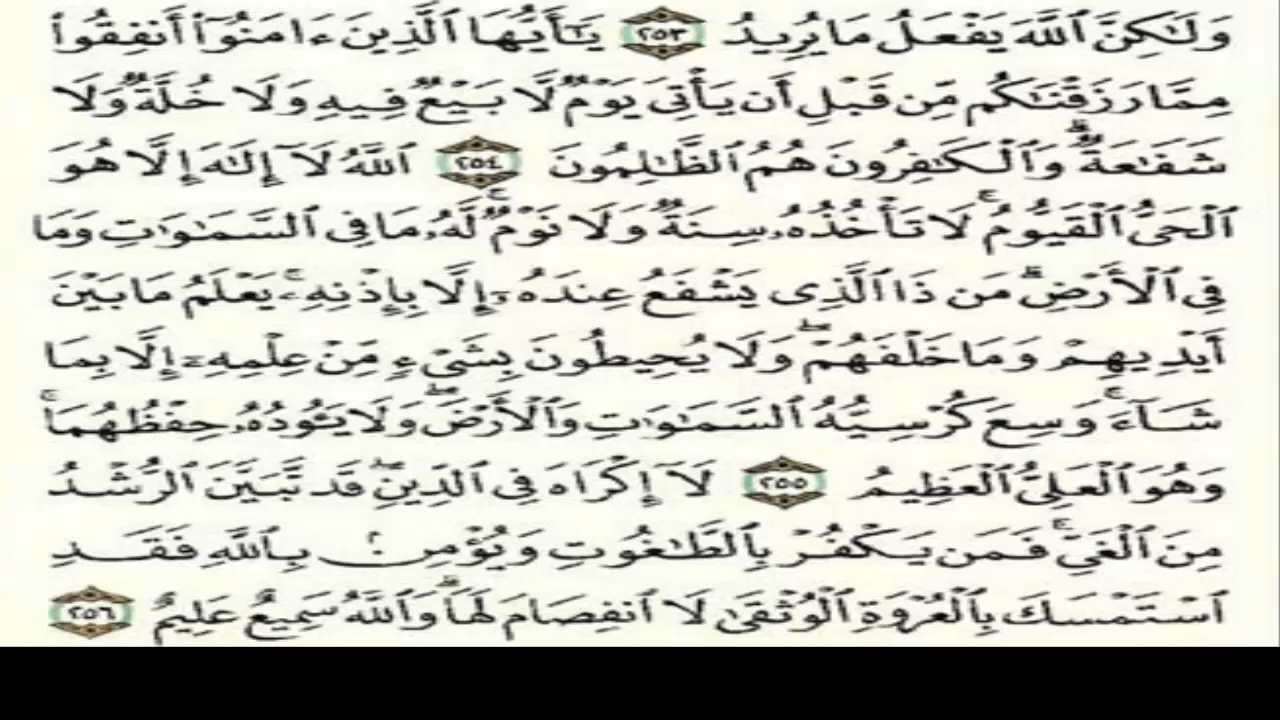 وَلَـٰكِنَّ ٱللَّهَ يَفْعَلُ مَا يُرِيدُ ٢٥٣ يَـٰٓأَيُّهَا ٱلَّذِينَ ءَامَنُوٓا۟ أَنفِقُوا۟
مِمَّا رَزَقْنَـٰكُم مِّن قَبْلِ أَن يَأْتِىَ يَوْمٌ لَّا بَيْعٌ فِيهِ وَلَا خُلَّةٌ وَلَا
شَفَـٰعَةٌ ۗ وَٱلْكَـٰفِرُونَ هُمُ ٱلظَّـٰلِمُونَ ٢٥٤ ٱللَّهُ لَآ إِلَـٰهَ إِلَّا هُوَ
ٱلْحَىُّ ٱلْقَيُّومُ ۚ لَا تَأْخُذُهُۥ سِنَةٌ وَلَا نَوْمٌ ۚ لَّهُۥ مَا فِى ٱلسَّمَـٰوَٰتِ وَمَا
فِى ٱلْأَرْضِ ۗ مَن ذَا ٱلَّذِى يَشْفَعُ عِندَهُۥٓ إِلَّا بِإِذْنِهِۦ ۚ يَعْلَمُ مَا بَيْنَ
أَيْدِيهِمْ وَمَا خَلْفَهُمْ ۖ وَلَا يُحِيطُونَ بِشَىْءٍ مِّنْ عِلْمِهِۦٓ إِلَّا بِمَا
شَآءَ ۚ وَسِعَ كُرْسِيُّهُ ٱلسَّمَـٰوَٰتِ وَٱلْأَرْضَ ۖ وَلَا يَـُٔودُهُۥ حِفْظُهُمَا ۚ
وَهُوَ ٱلْعَلِىُّ ٱلْعَظِيمُ ٢٥٥ لَآ إِكْرَاهَ فِى ٱلدِّينِ ۖ قَد تَّبَيَّنَ ٱلرُّشْدُ
مِنَ ٱلْغَىِّ ۚ فَمَن يَكْفُرْ بِٱلطَّـٰغُوتِ وَيُؤْمِنۢ بِٱللَّهِ فَقَدِ
ٱسْتَمْسَكَ بِٱلْعُرْوَةِ ٱلْوُثْقَىٰ لَا ٱنفِصَامَ لَهَا ۗ وَٱللَّهُ سَمِيعٌ عَلِيمٌ ٢٥٦